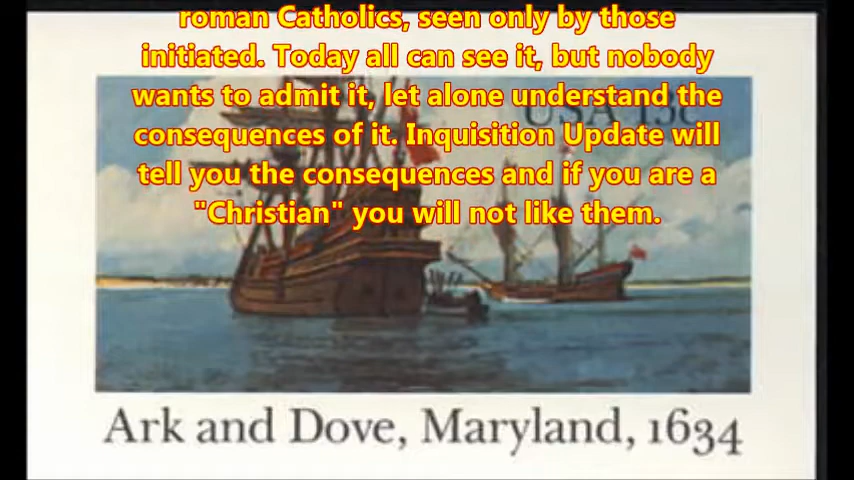 roman Catholics, seen only by those
initiated. Today all can see it, but nobody
wants to admit it, let alone understand the
consequences of it. Inquisition Update will
tell you the consequences and if you are a
"Christian" you will not like them.
USA 13c
Ark and Dove, Maryland, 1634